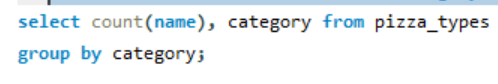 select count(name), category from pizza_types
group by category;